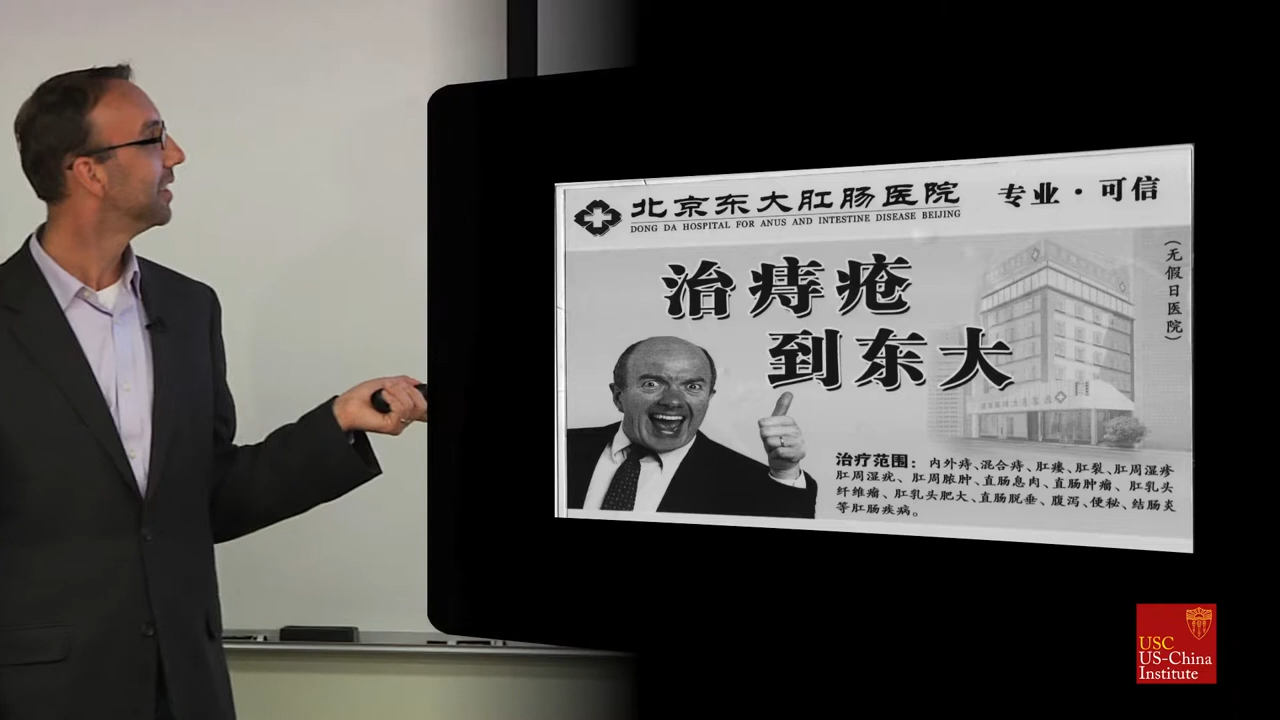 北京东大肛肠医院
DONG DA HOSPITAL FOR ANUS AND INTESTINE DISEASE BEIJING
专业·可信
(无假日医院)
治痔疮
到东大
治疗范围：内外痔、混合痔、肛瘘、肛裂、肛周湿疹
肛周湿疣、肛周脓肿、直肠息肉、直肠肿瘤、肛乳头
纤维瘤、肛乳头肥大、直肠脱垂、腹泻、便秘、结肠炎
等肛肠疾病。
USC
US-China
Institute